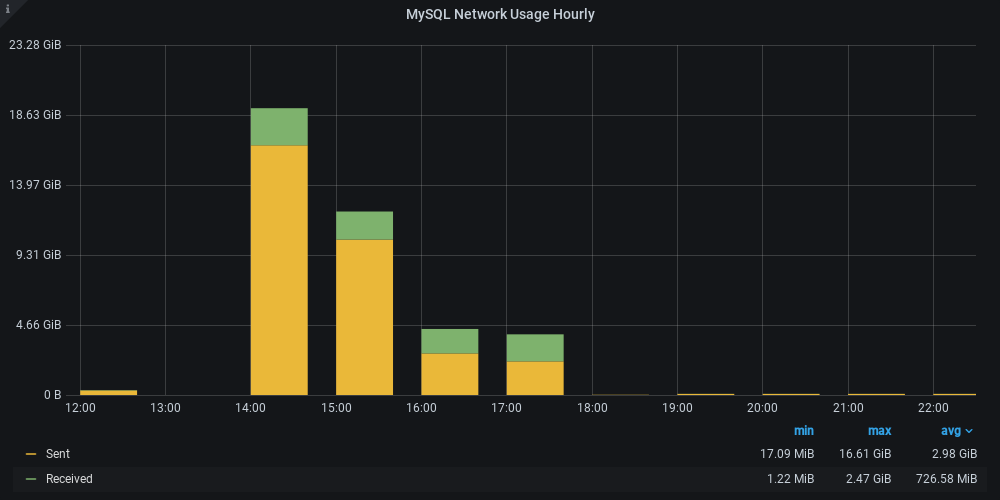 i
MySQL Network Usage Hourly
23.28 GiB
18.63 GiB
13.97 GiB
9.31 GiB
4.66 GiB
0 B
12:00 13:00 14:00 15:00 16:00 17:00 18:00 19:00 20:00 21:00 22:00
min max avg
Sent 17.09 MiB 16.61 GiB 2.98 GiB
Received 1.22 MiB 2.47 GiB 726.58 MiB